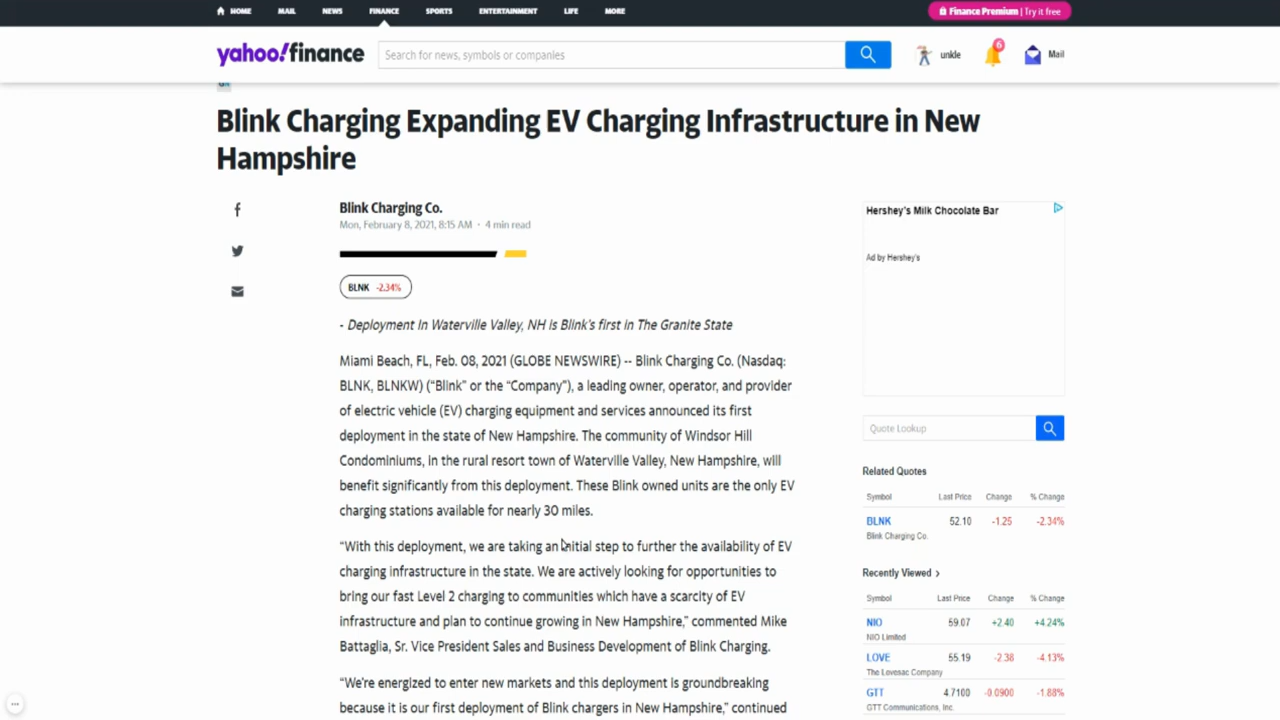 HOME MAIL NEWS FINANCE SPORTS ENTERTAINMENT LIFE MORE Finance Premium | Try it free
yahoo!finance Search for news, symbols or companies 6 unkle Mail
Blink Charging Expanding EV Charging Infrastructure in New
Hampshire
Blink Charging Co.
Mon, February 8, 2021, 8:15 AM · 4 min read
BLNK -2.34%
- Deployment in Waterville Valley, NH is Blink's first in The Granite State
Miami Beach, FL, Feb. 08, 2021 (GLOBE NEWSWIRE) -- Blink Charging Co. (Nasdaq:
BLNK, BLNKW) (“Blink” or the “Company”), a leading owner, operator, and provider
of electric vehicle (EV) charging equipment and services announced its first
deployment in the state of New Hampshire. The community of Windsor Hill
Condominiums, in the rural resort town of Waterville Valley, New Hampshire, will
benefit significantly from this deployment. These Blink owned units are the only EV
charging stations available for nearly 30 miles.
“With this deployment, we are taking an initial step to further the availability of EV
charging infrastructure in the state. We are actively looking for opportunities to
bring our fast Level 2 charging to communities which have a scarcity of EV
infrastructure and plan to continue growing in New Hampshire,” commented Mike
Battaglia, Sr. Vice President Sales and Business Development of Blink Charging.
“We're energized to enter new markets and this deployment is groundbreaking
because it is our first deployment of Blink chargers in New Hampshire,” continued
Hershey's Milk Chocolate Bar
Ad by Hershey's
Quote Lookup
Related Quotes
Symbol Last Price Change % Change
BLNK 52.10 -1.25 -2.34%
Blink Charging Co.
Recently Viewed
Symbol Last Price Change % Change
NIO 59.07 +2.40 +4.24%
NIO Limited
LOVE 55.19 -2.38 -4.13%
The Lovesac Company
GTT 4.7100 -0.0900 -1.88%
GTT Communications, Inc.